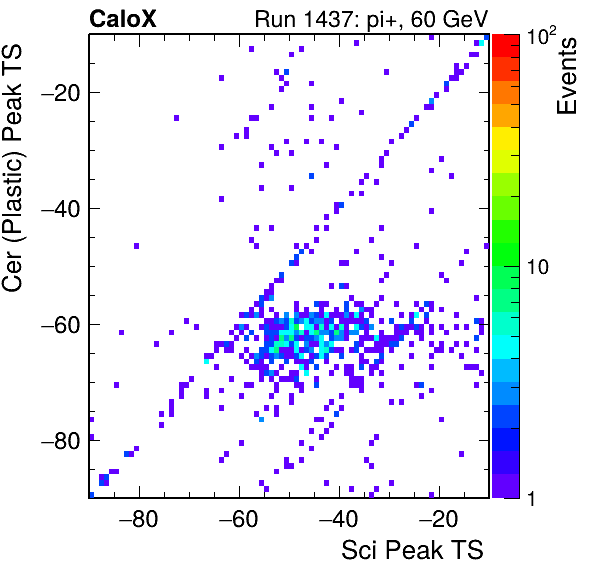 CaloX Run 1437: pi+, 60 GeV
Cer (Plastic) Peak TS
−20
−40
−60
−80
−80 −60 −40 −20
Sci Peak TS
10²
10
1
Events